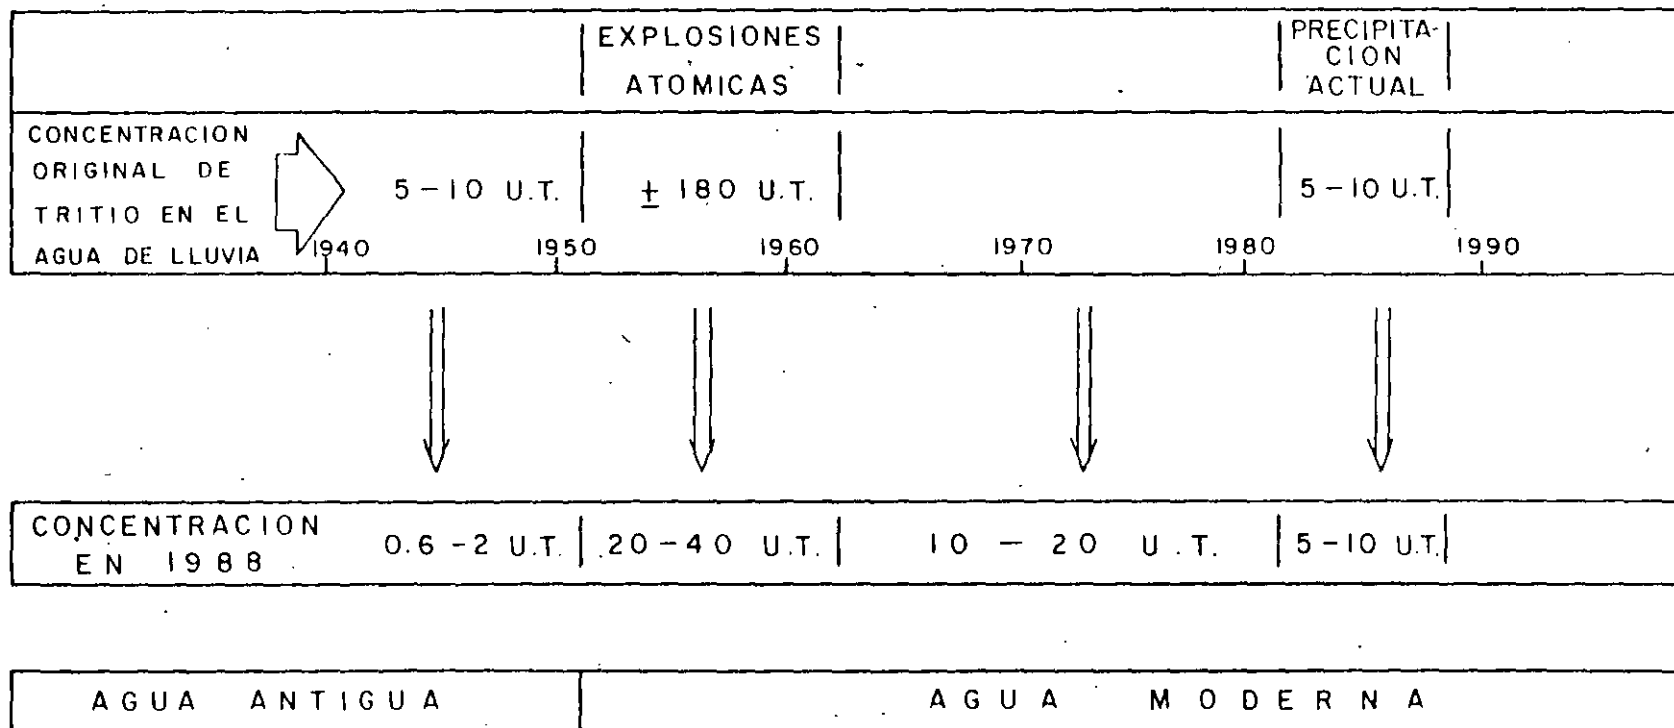 EXPLOSIONES
ATOMICAS
PRECIPITA-
CION
ACTUAL
CONCENTRACION
ORIGINAL DE
TRITIO EN EL
AGUA DE LLUVIA
5-10 U.T.
± 180 U.T.
5-10 U.T.
1940 1950 1960 1970 1980 1990
CONCENTRACION
EN 1988
0.6-2 U.T. 20-40 U.T. 10 - 20 U.T. 5-10 U.T.
AGUA ANTIGUA AGUA MODERNA